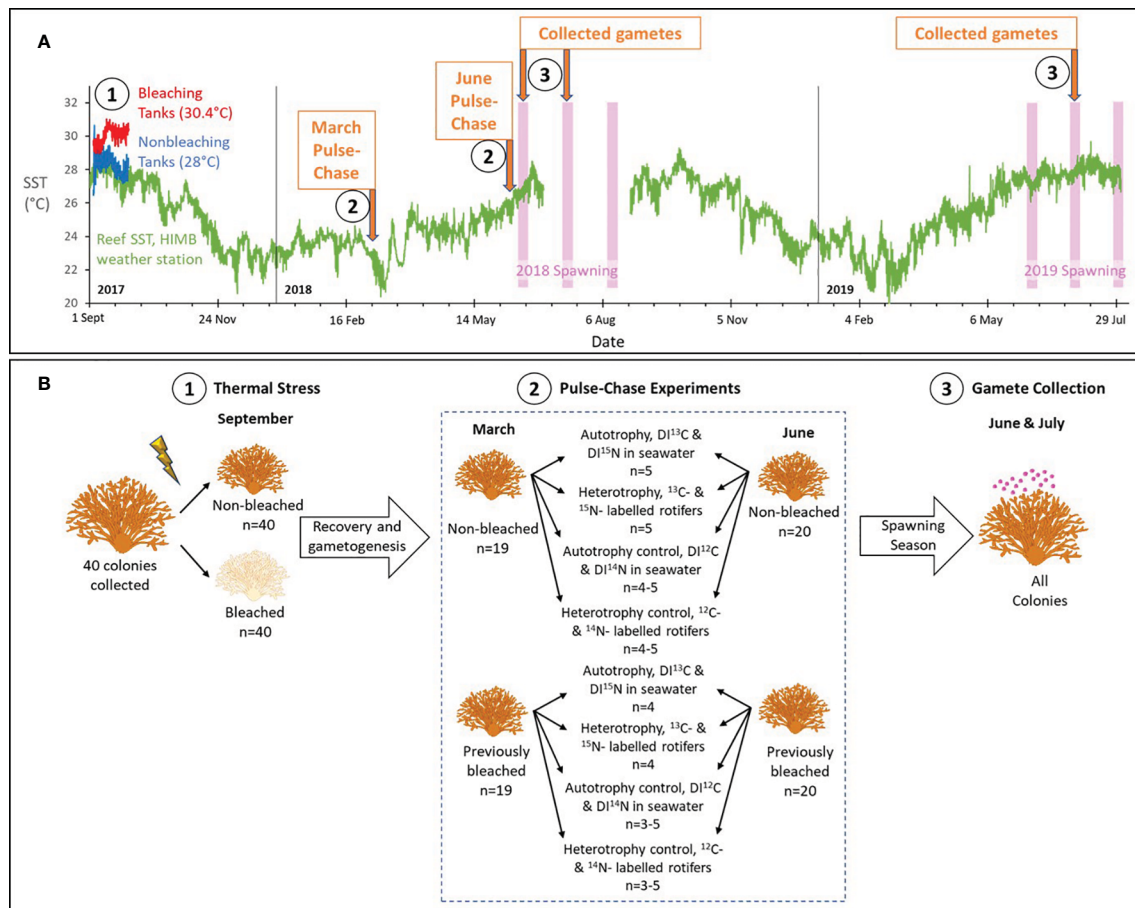 A
Collected gametes
Collected gametes
1
3
3
Bleaching
Tanks (30.4°C)
Nonbleaching
Tanks (28°C)
June
Pulse-
Chase
March
Pulse-
Chase
2
2
32
30
28
26
24
22
20
SST
(°C)
Reef SST, HIMB
weather station
2018 Spawning
2019 Spawning
2017
2018
2019
1 Sept
24 Nov
16 Feb
14 May
6 Aug
5 Nov
4 Feb
6 May
29 Jul
Date
B
1 Thermal Stress
September
40 colonies
collected
Non-bleached
n=40
Bleached
n=40
Recovery and
gametogenesis
2 Pulse-Chase Experiments
March
June
Non-bleached
n=19
Non-bleached
n=20
Autotrophy, DI¹³C &
DI¹⁵N in seawater
n=5
Heterotrophy, ¹³C- &
¹⁵N- labelled rotifers
n=5
Autotrophy control, DI¹²C
& DI¹⁴N in seawater
n=4-5
Heterotrophy control, ¹²C-
& ¹⁴N- labelled rotifers
n=4-5
Previously
bleached
n=19
Previously
bleached
n=20
Autotrophy, DI¹³C &
DI¹⁵N in seawater
n=4
Heterotrophy, ¹³C- &
¹⁵N- labelled rotifers
n=4
Autotrophy control, DI¹²C
& DI¹⁴N in seawater
n=3-5
Heterotrophy control, ¹²C-
& ¹⁴N- labelled rotifers
n=3-5
Spawning
Season
3 Gamete Collection
June & July
All
Colonies